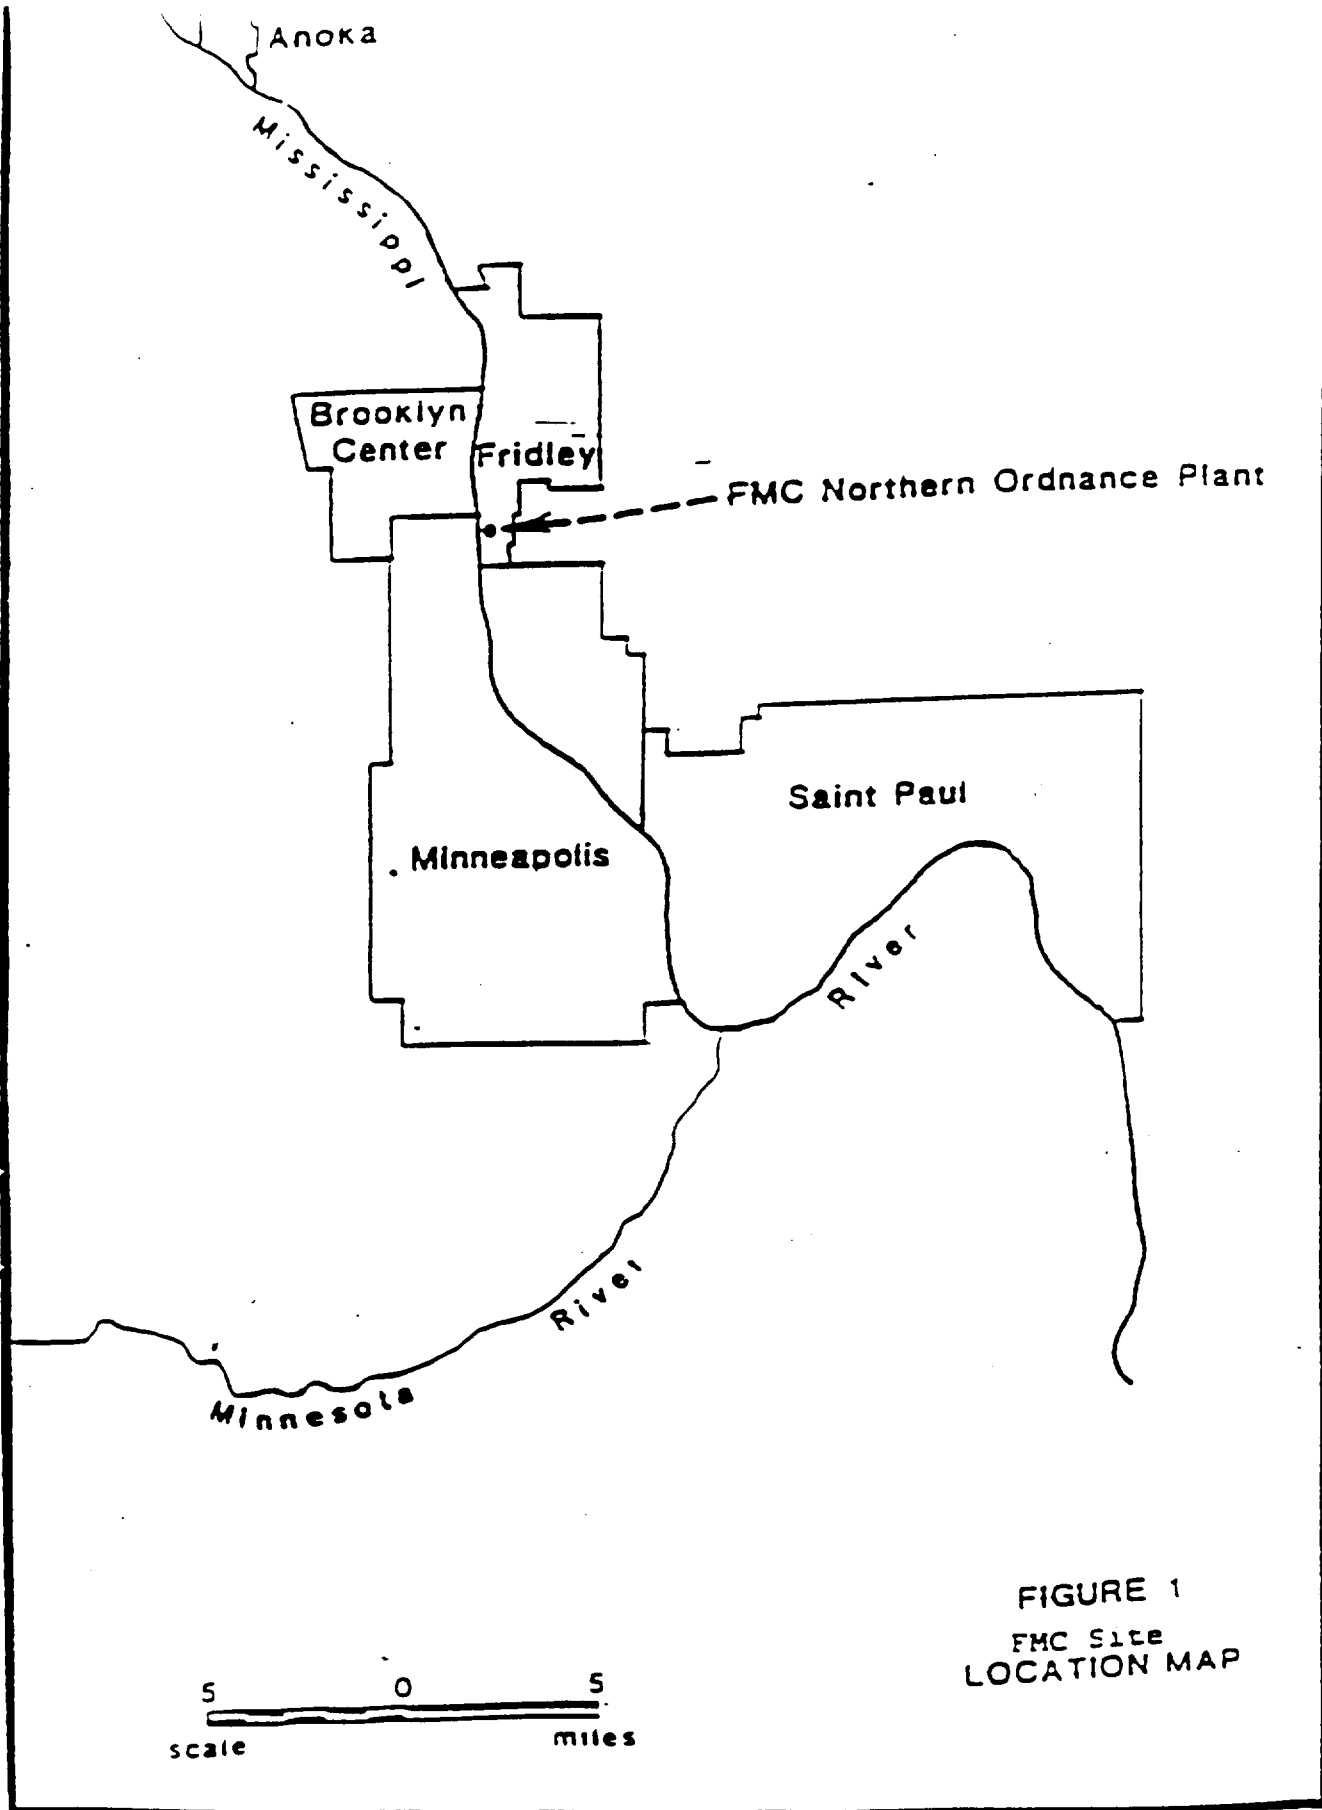 Anoka
Mississippi
Brooklyn
Center
Fridley
FMC Northern Ordnance Plant
Saint Paul
Minneapolis
River
River
Minnesota
FIGURE 1
FMC Site
LOCATION MAP
5 0 5
scale miles